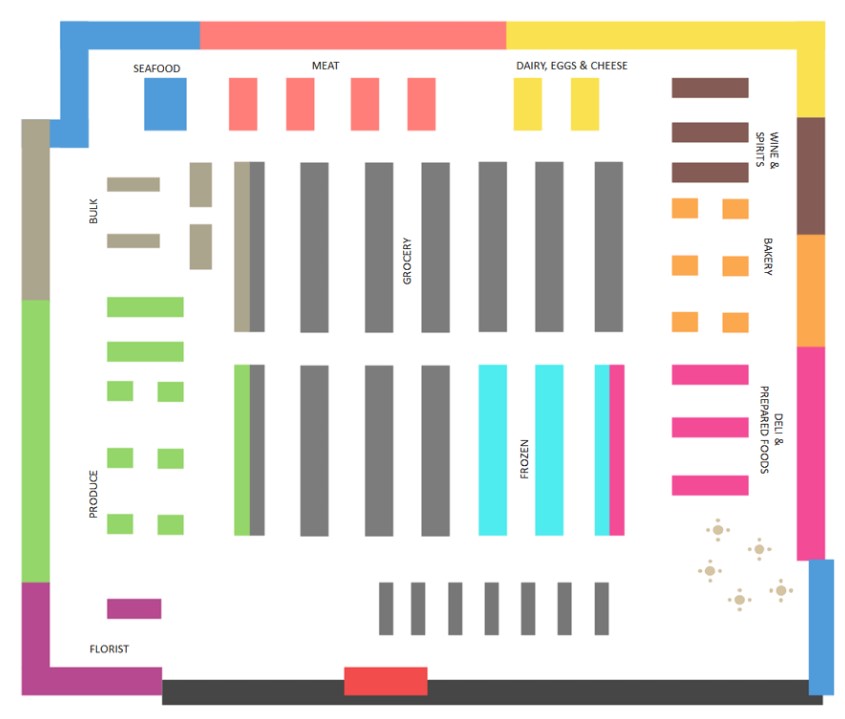 SEAFOOD
MEAT
DAIRY, EGGS & CHEESE
WINE &
SPIRITS
BULK
GROCERY
BAKERY
DELI &
PREPARED FOODS
FROZEN
PRODUCE
FLORIST